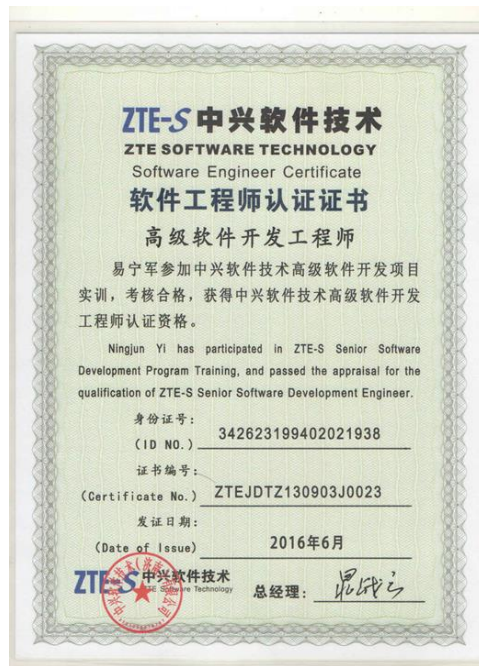 ZTE-S 中兴软件技术
ZTE SOFTWARE TECHNOLOGY
Software Engineer Certificate
软件工程师认证证书
高级软件开发工程师
易宁军参加中兴软件技术高级软件开发项目
实训，考核合格，获得中兴软件技术高级软件开发
工程师认证资格。
Ningjun Yi has participated in ZTE-S Senior Software
Development Program Training, and passed the appraisal for the
qualification of ZTE-S Senior Software Development Engineer.
身份证号：
(ID NO.) 342623199402021938
证书编号：
(Certificate No.) ZTEJDTZ130903J0023
发证日期：
(Date of Issue) 2016年6月
ZTE-S 中兴软件技术
Software Technology
总经理：